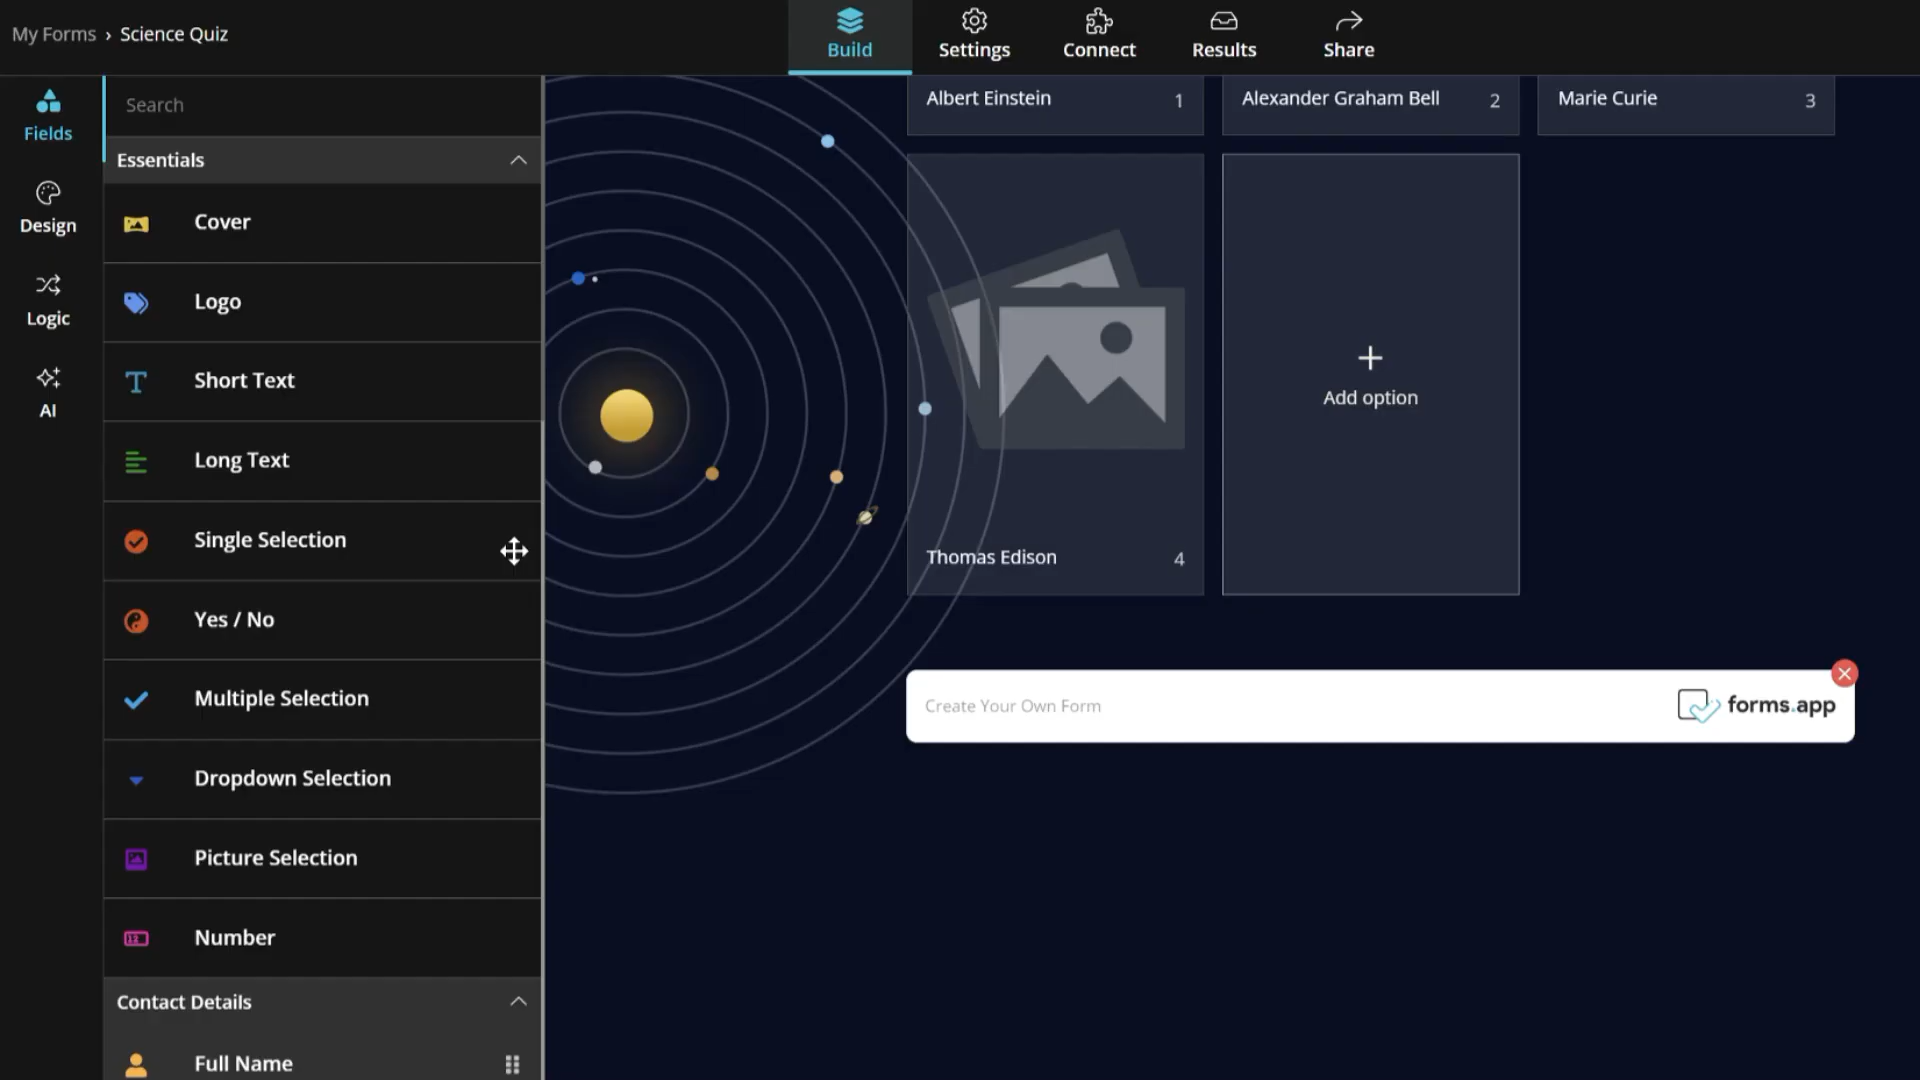 My Forms › Science Quiz
Build
Settings
Connect
Results
Share
Fields
Design
Logic
AI
Search
Essentials
Cover
Logo
Short Text
Long Text
Single Selection
Yes / No
Multiple Selection
Dropdown Selection
Picture Selection
12 Number
Contact Details
Full Name
Albert Einstein 1
Alexander Graham Bell 2
Marie Curie 3
Thomas Edison 4
+
Add option
Create Your Own Form
forms.app